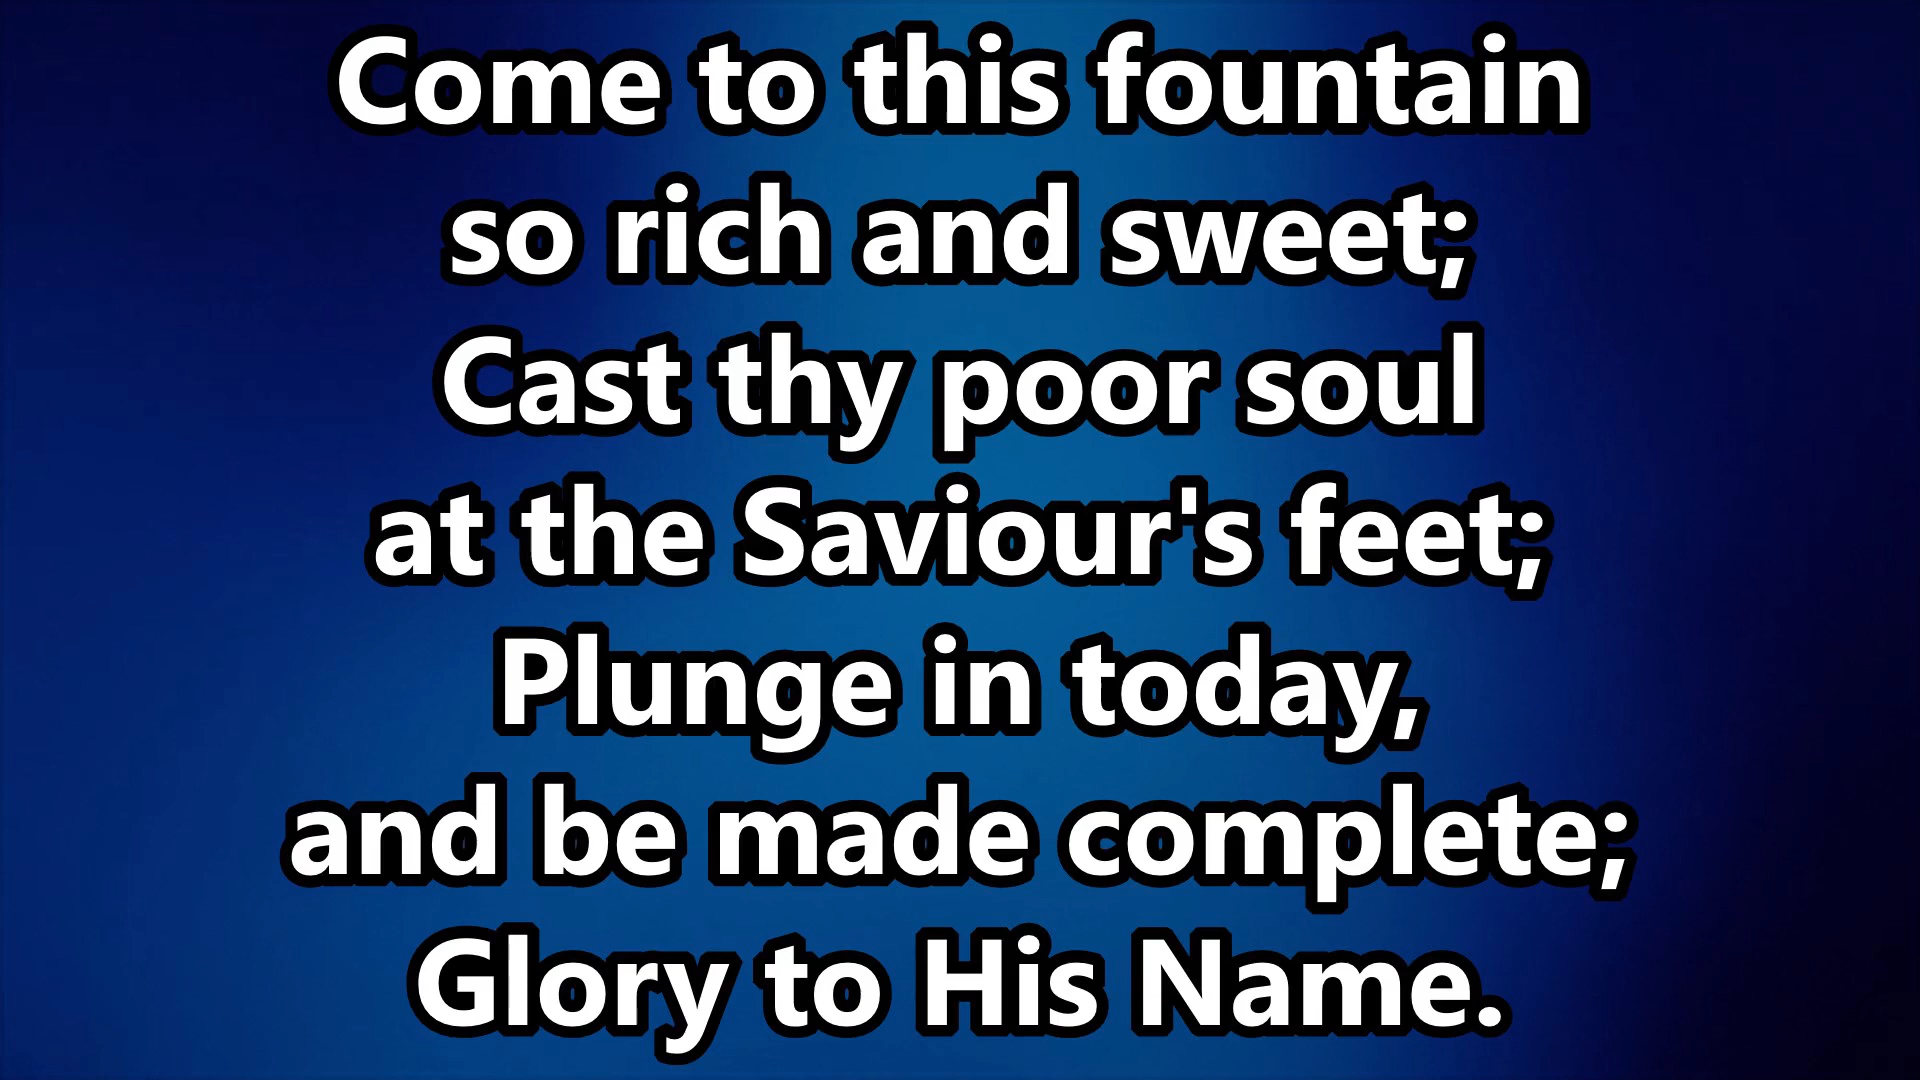 Come to this fountain
so rich and sweet;
Cast thy poor soul
at the Saviour's feet;
Plunge in today,
and be made complete;
Glory to His Name.